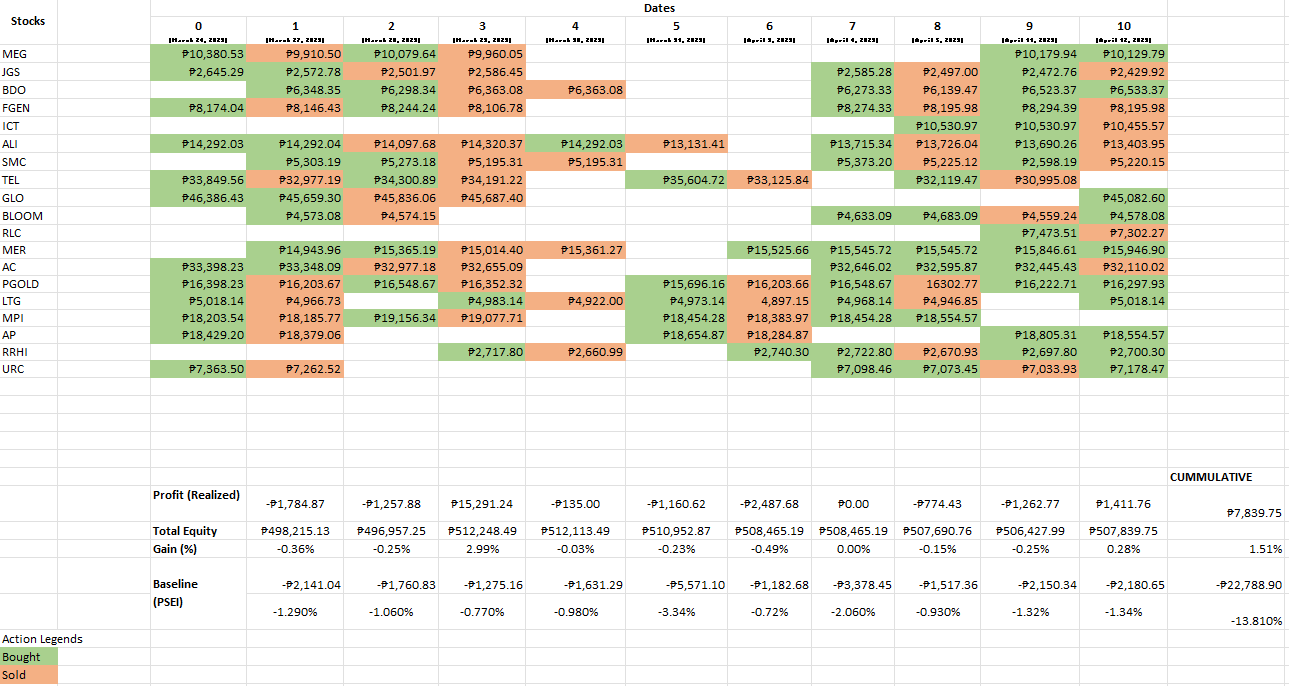 Stocks Dates
0 1 2 3 4 5 6 7 8 9 10
(March 24, 2023) (March 27, 2023) (March 28, 2023) (March 29, 2023) (March 30, 2023) (March 31, 2023) (April 3, 2023) (April 4, 2023) (April 5, 2023) (April 11, 2023) (April 12, 2023)
MEG ₱10,380.53 ₱9,910.50 ₱10,079.64 ₱9,960.05 ₱10,179.94 ₱10,129.79
JGS ₱2,645.29 ₱2,572.78 ₱2,501.97 ₱2,586.45 ₱2,585.28 ₱2,497.00 ₱2,472.76 ₱2,429.92
BDO ₱6,348.35 ₱6,298.34 ₱6,363.08 ₱6,363.08 ₱6,273.33 ₱6,139.47 ₱6,523.37 ₱6,533.37
FGEN ₱8,174.04 ₱8,146.43 ₱8,244.24 ₱8,106.78 ₱8,274.33 ₱8,195.98 ₱8,294.39 ₱8,195.98
ICT ₱10,530.97 ₱10,530.97 ₱10,455.57
ALI ₱14,292.03 ₱14,292.04 ₱14,097.68 ₱14,320.37 ₱14,292.03 ₱13,131.41 ₱13,715.34 ₱13,726.04 ₱13,690.26 ₱13,403.95
SMC ₱5,303.19 ₱5,273.18 ₱5,195.31 ₱5,195.31 ₱5,373.20 ₱5,225.12 ₱2,598.19 ₱5,220.15
TEL ₱33,849.56 ₱32,977.19 ₱34,300.89 ₱34,191.22 ₱35,604.72 ₱33,125.84 ₱32,119.47 ₱30,995.08
GLO ₱46,386.43 ₱45,659.30 ₱45,836.06 ₱45,687.40 ₱45,082.60
BLOOM ₱4,573.08 ₱4,574.15 ₱4,633.09 ₱4,683.09 ₱4,559.24 ₱4,578.08
RLC ₱7,473.51 ₱7,302.27
MER ₱14,943.96 ₱15,365.19 ₱15,014.40 ₱15,361.27 ₱15,525.66 ₱15,545.72 ₱15,545.72 ₱15,846.61 ₱15,946.90
AC ₱33,398.23 ₱33,348.09 ₱32,977.18 ₱32,655.09 ₱32,646.02 ₱32,595.87 ₱32,445.43 ₱32,110.02
PGOLD ₱16,398.23 ₱16,203.67 ₱16,548.67 ₱16,352.32 ₱15,696.16 ₱16,203.66 ₱16,548.67 16302.77 ₱16,222.71 ₱16,297.93
LTG ₱5,018.14 ₱4,966.73 ₱4,983.14 ₱4,922.00 ₱4,973.14 4,897.15 ₱4,968.14 ₱4,946.85 ₱5,018.14
MPI ₱18,203.54 ₱18,185.77 ₱19,156.34 ₱19,077.71 ₱18,454.28 ₱18,383.97 ₱18,454.28 ₱18,554.57
AP ₱18,429.20 ₱18,379.06 ₱18,654.87 ₱18,284.87 ₱18,805.31 ₱18,554.57
RRHI ₱2,717.80 ₱2,660.99 ₱2,740.30 ₱2,722.80 ₱2,670.93 ₱2,697.80 ₱2,700.30
URC ₱7,363.50 ₱7,262.52 ₱7,098.46 ₱7,073.45 ₱7,033.93 ₱7,178.47
CUMMULATIVE
Profit (Realized) -₱1,784.87 -₱1,257.88 ₱15,291.24 -₱135.00 -₱1,160.62 -₱2,487.68 ₱0.00 -₱774.43 -₱1,262.77 ₱1,411.76 ₱7,839.75
Total Equity ₱498,215.13 ₱496,957.25 ₱512,248.49 ₱512,113.49 ₱510,952.87 ₱508,465.19 ₱508,465.19 ₱507,690.76 ₱506,427.99 ₱507,839.75
Gain (%) -0.36% -0.25% 2.99% -0.03% -0.23% -0.49% 0.00% -0.15% -0.25% 0.28% 1.51%
Baseline -₱2,141.04 -₱1,760.83 -₱1,275.16 -₱1,631.29 -₱5,571.10 -₱1,182.68 -₱3,378.45 -₱1,517.36 -₱2,150.34 -₱2,180.65 -₱22,788.90
(PSEI) -1.290% -1.060% -0.770% -0.980% -3.34% -0.72% -2.060% -0.930% -1.32% -1.34% -13.810%
Action Legends
Bought
Sold